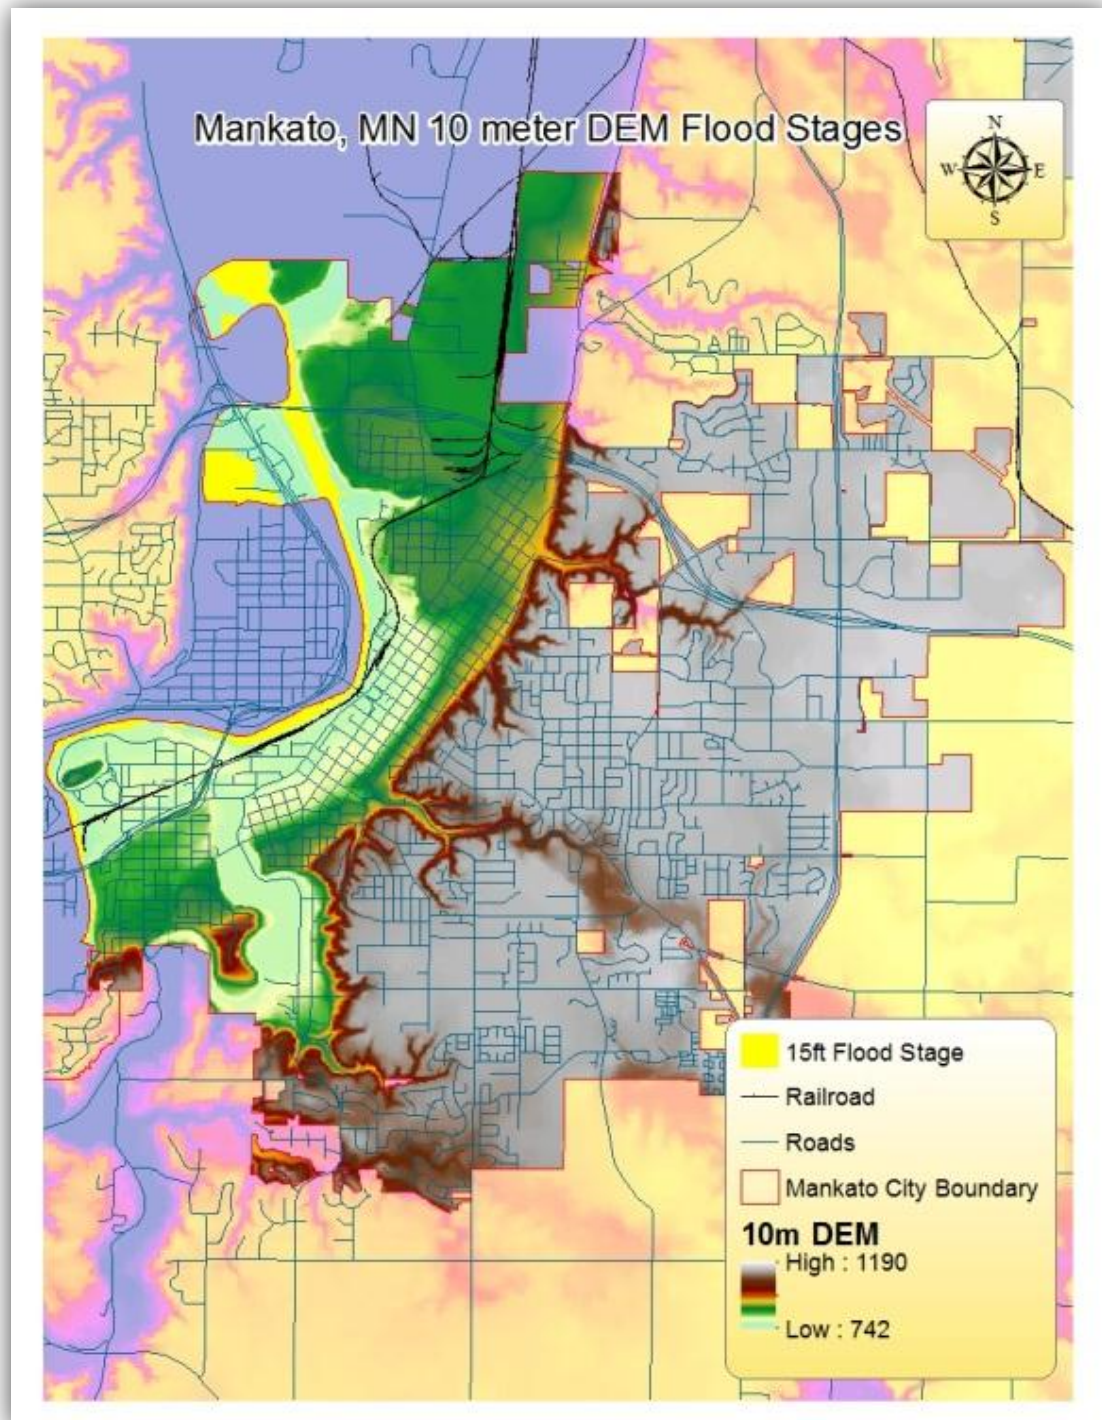 Mankato, MN 10 meter DEM Flood Stages
N
W E
S
15ft Flood Stage
Railroad
Roads
Mankato City Boundary
10m DEM
High : 1190
Low : 742